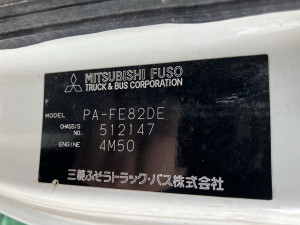 MITSUBISHI FUSO
TRUCK & BUS CORPORATION
MODEL PA-FE82DE
CHASSIS NO. 512147
ENGINE 4M50
三菱ふそうトラック・バス株式会社